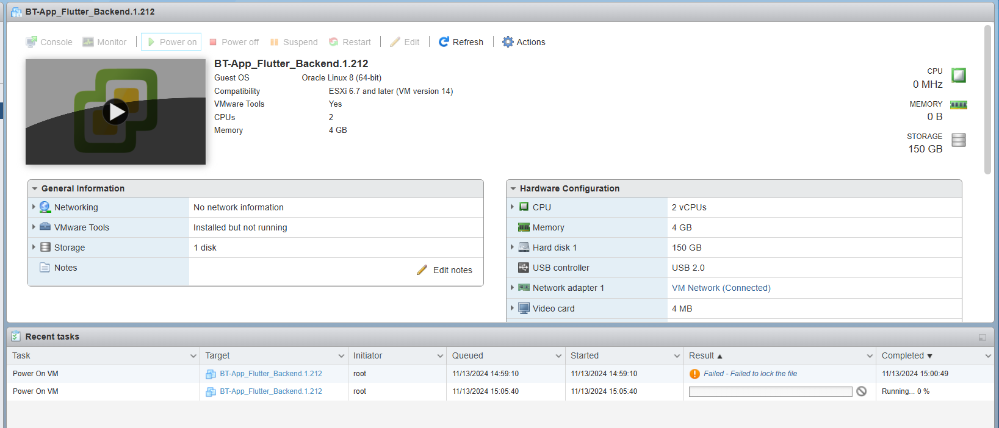 BT-App_Flutter_Backend.1.212
Console Monitor Power on Power off Suspend Restart Edit Refresh Actions
BT-App_Flutter_Backend.1.212
Guest OS Oracle Linux 8 (64-bit)
Compatibility ESXi 6.7 and later (VM version 14)
VMware Tools Yes
CPUs 2
Memory 4 GB
CPU
0 MHz
MEMORY
0 B
STORAGE
150 GB
General Information
Networking No network information
VMware Tools Installed but not running
Storage 1 disk
Notes Edit notes
Hardware Configuration
CPU 2 vCPUs
Memory 4 GB
Hard disk 1 150 GB
USB controller USB 2.0
Network adapter 1 VM Network (Connected)
Video card 4 MB
Recent tasks
Task Target Initiator Queued Started Result Completed
Power On VM BT-App_Flutter_Backend.1.212 root 11/13/2024 14:59:10 11/13/2024 14:59:10 Failed - Failed to lock the file 11/13/2024 15:00:49
Power On VM BT-App_Flutter_Backend.1.212 root 11/13/2024 15:05:40 11/13/2024 15:05:40 Running... 0 %